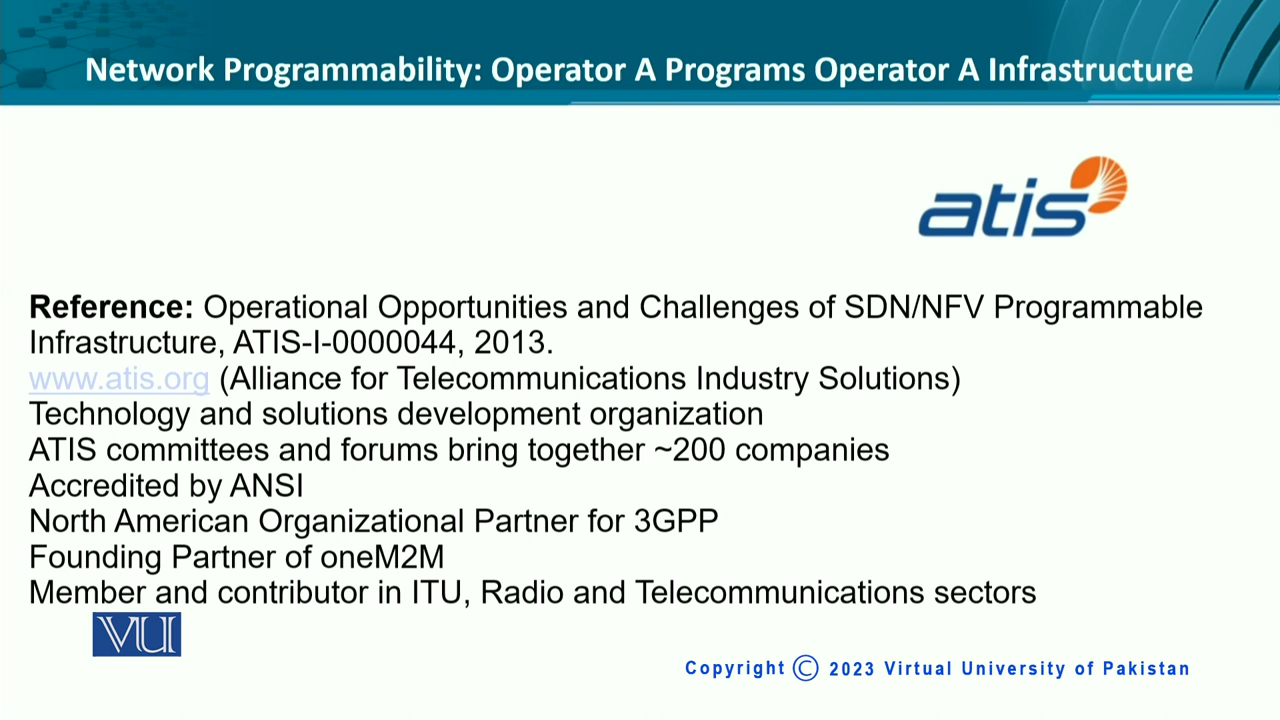 Network Programmability: Operator A Programs Operator A Infrastructure
atis
Reference: Operational Opportunities and Challenges of SDN/NFV Programmable
Infrastructure, ATIS-I-0000044, 2013.
www.atis.org (Alliance for Telecommunications Industry Solutions)
Technology and solutions development organization
ATIS committees and forums bring together ~200 companies
Accredited by ANSI
North American Organizational Partner for 3GPP
Founding Partner of oneM2M
Member and contributor in ITU, Radio and Telecommunications sectors
VU
Copyright © 2023 Virtual University of Pakistan